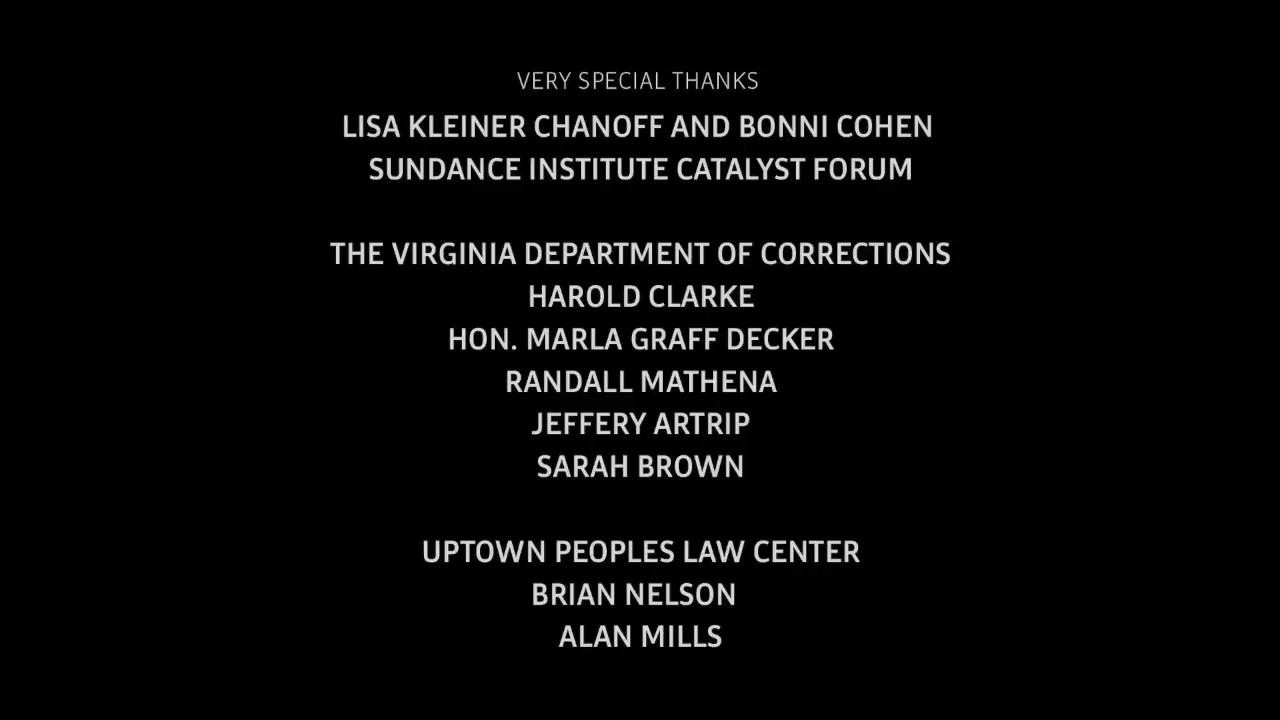 VERY SPECIAL THANKS
LISA KLEINER CHANOFF AND BONNI COHEN
SUNDANCE INSTITUTE CATALYST FORUM
THE VIRGINIA DEPARTMENT OF CORRECTIONS
HAROLD CLARKE
HON. MARLA GRAFF DECKER
RANDALL MATHENA
JEFFERY ARTRIP
SARAH BROWN
UPTOWN PEOPLES LAW CENTER
BRIAN NELSON
ALAN MILLS